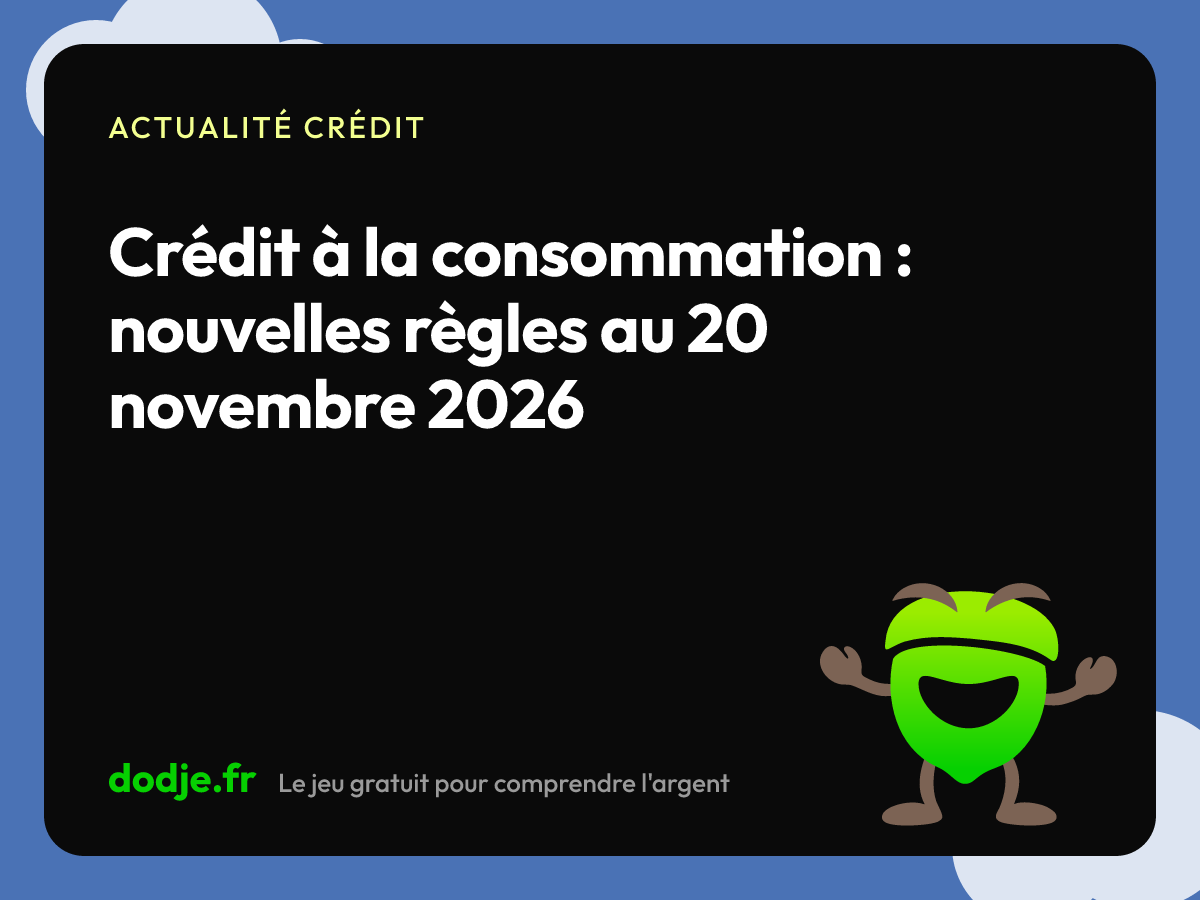 ACTUALITÉ CRÉDIT
Crédit à la consommation :
nouvelles règles au 20
novembre 2026
dodje.fr Le jeu gratuit pour comprendre l'argent